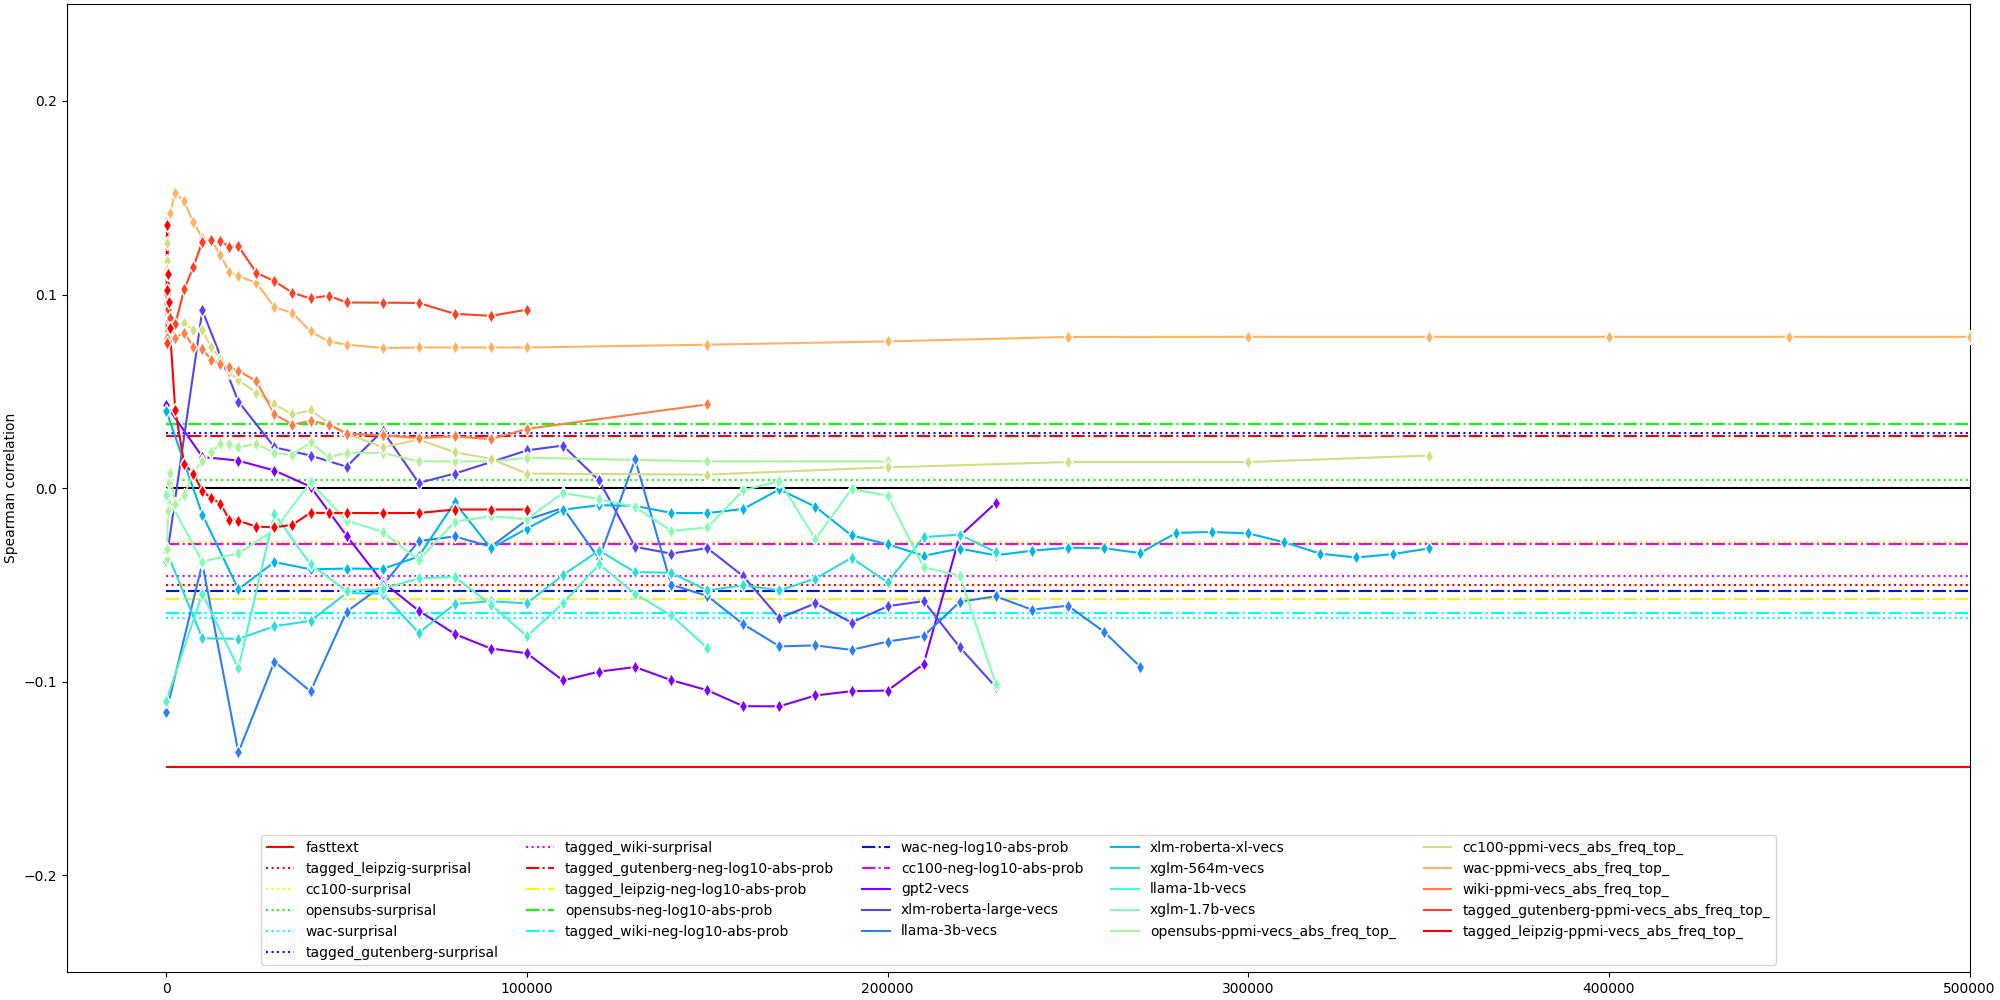 Spearman correlation
0.2
0.1
0.0
−0.1
−0.2
0
100000
200000
300000
400000
500000
fasttext
tagged_leipzig-surprisal
cc100-surprisal
opensubs-surprisal
wac-surprisal
tagged_gutenberg-surprisal
tagged_wiki-surprisal
tagged_gutenberg-neg-log10-abs-prob
tagged_leipzig-neg-log10-abs-prob
opensubs-neg-log10-abs-prob
tagged_wiki-neg-log10-abs-prob
wac-neg-log10-abs-prob
cc100-neg-log10-abs-prob
gpt2-vecs
xlm-roberta-large-vecs
llama-3b-vecs
xlm-roberta-xl-vecs
xglm-564m-vecs
llama-1b-vecs
xglm-1.7b-vecs
opensubs-ppmi-vecs_abs_freq_top_
cc100-ppmi-vecs_abs_freq_top_
wac-ppmi-vecs_abs_freq_top_
wiki-ppmi-vecs_abs_freq_top_
tagged_gutenberg-ppmi-vecs_abs_freq_top_
tagged_leipzig-ppmi-vecs_abs_freq_top_